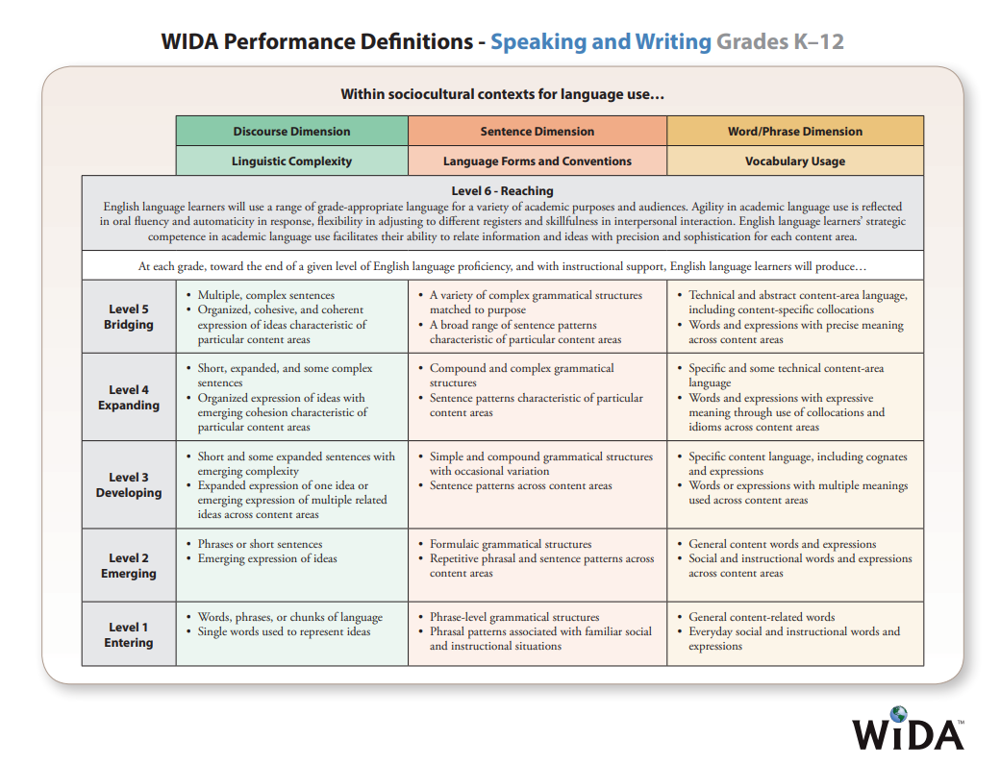 WIDA Performance Definitions - Speaking and Writing Grades K–12
Within sociocultural contexts for language use…
Discourse Dimension
Sentence Dimension
Word/Phrase Dimension
Linguistic Complexity
Language Forms and Conventions
Vocabulary Usage
Level 6 - Reaching
English language learners will use a range of grade-appropriate language for a variety of academic purposes and audiences. Agility in academic language use is reflected
in oral fluency and automaticity in response, flexibility in adjusting to different registers and skillfulness in interpersonal interaction. English language learners' strategic
competence in academic language use facilitates their ability to relate information and ideas with precision and sophistication for each content area.
At each grade, toward the end of a given level of English language proficiency, and with instructional support, English language learners will produce…
Level 5
Bridging
• Multiple, complex sentences
• Organized, cohesive, and coherent
expression of ideas characteristic of
particular content areas
• A variety of complex grammatical structures
matched to purpose
• A broad range of sentence patterns
characteristic of particular content areas
• Technical and abstract content-area language,
including content-specific collocations
• Words and expressions with precise meaning
across content areas
Level 4
Expanding
• Short, expanded, and some complex
sentences
• Organized expression of ideas with
emerging cohesion characteristic of
particular content areas
• Compound and complex grammatical
structures
• Sentence patterns characteristic of particular
content areas
• Specific and some technical content-area
language
• Words and expressions with expressive
meaning through use of collocations and
idioms across content areas
Level 3
Developing
• Short and some expanded sentences with
emerging complexity
• Expanded expression of one idea or
emerging expression of multiple related
ideas across content areas
• Simple and compound grammatical structures
with occasional variation
• Sentence patterns across content areas
• Specific content language, including cognates
and expressions
• Words or expressions with multiple meanings
used across content areas
Level 2
Emerging
• Phrases or short sentences
• Emerging expression of ideas
• Formulaic grammatical structures
• Repetitive phrasal and sentence patterns across
content areas
• General content words and expressions
• Social and instructional words and expressions
across content areas
Level 1
Entering
• Words, phrases, or chunks of language
• Single words used to represent ideas
• Phrase-level grammatical structures
• Phrasal patterns associated with familiar social
and instructional situations
• General content-related words
• Everyday social and instructional words and
expressions
WiDA™